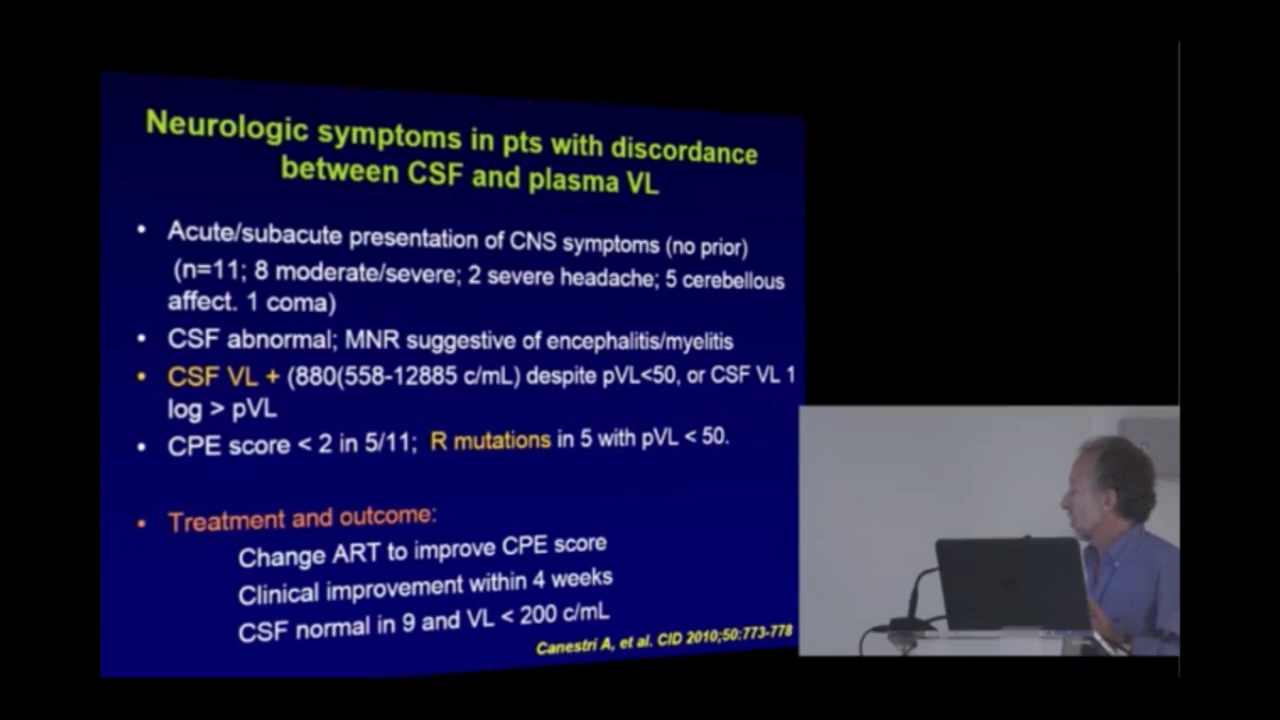 Neurologic symptoms in pts with discordance
between CSF and plasma VL
• Acute/subacute presentation of CNS symptoms (no prior)
(n=11; 8 moderate/severe; 2 severe headache; 5 cerebellous
affect. 1 coma)
• CSF abnormal; MNR suggestive of encephalitis/myelitis
• CSF VL + (880(558-12885 c/mL) despite pVL<50, or CSF VL 1
log > pVL
• CPE score < 2 in 5/11; R mutations in 5 with pVL < 50.
• Treatment and outcome:
Change ART to improve CPE score
Clinical improvement within 4 weeks
CSF normal in 9 and VL < 200 c/mL
Canestri A, et al. CID 2010;50:773-778